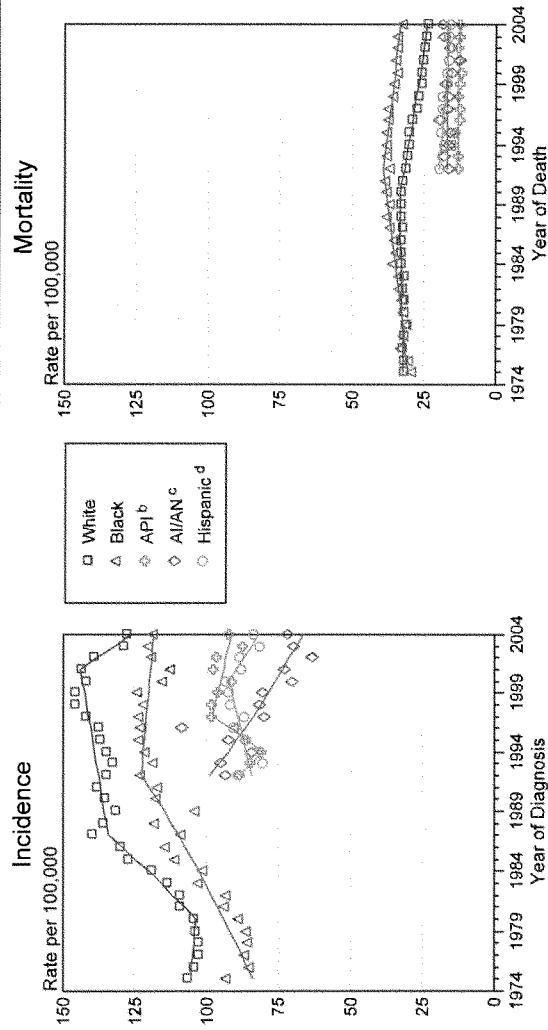 Incidence
Rate per 100,000
150
125
100
75
50
25
0
1974
1979
1984
1989
1994
1999
2004
Year of Diagnosis
White
Black
API b
AI/AN c
Hispanic d
Mortality
Rate per 100,000
150
125
100
75
50
25
0
1974
1979
1984
1989
1994
1999
2004
Year of Death